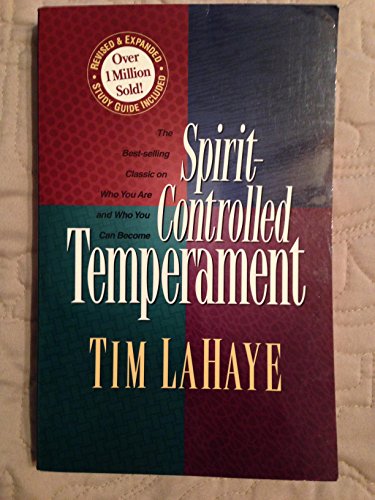 REVISED & EXPANDED
Over
1 Million
Sold!
STUDY GUIDE INCLUDED
The
Best-selling
Classic on
Who You Are
and Who You
Can Become
Spirit-
Controlled
Temperament
TIM LAHAYE